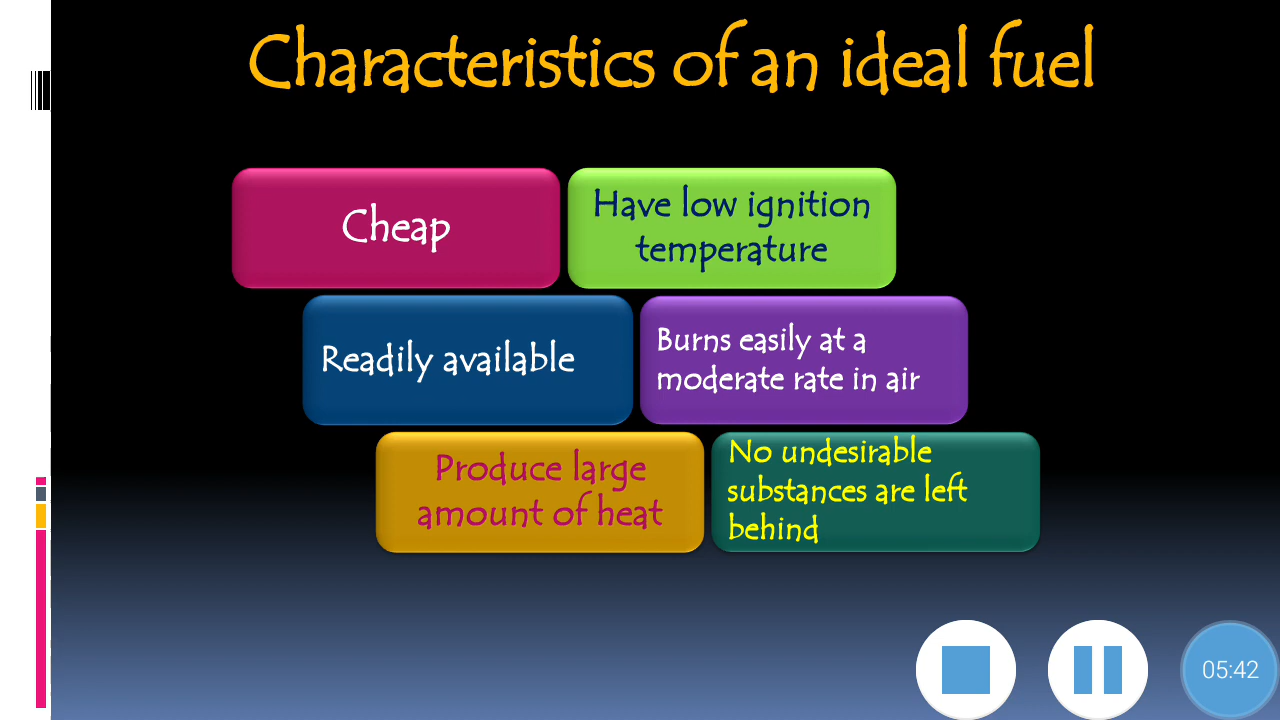 Characteristics of an ideal fuel
Cheap
Have low ignition
temperature
Readily available
Burns easily at a
moderate rate in air
Produce large
amount of heat
No undesirable
substances are left
behind
05:42